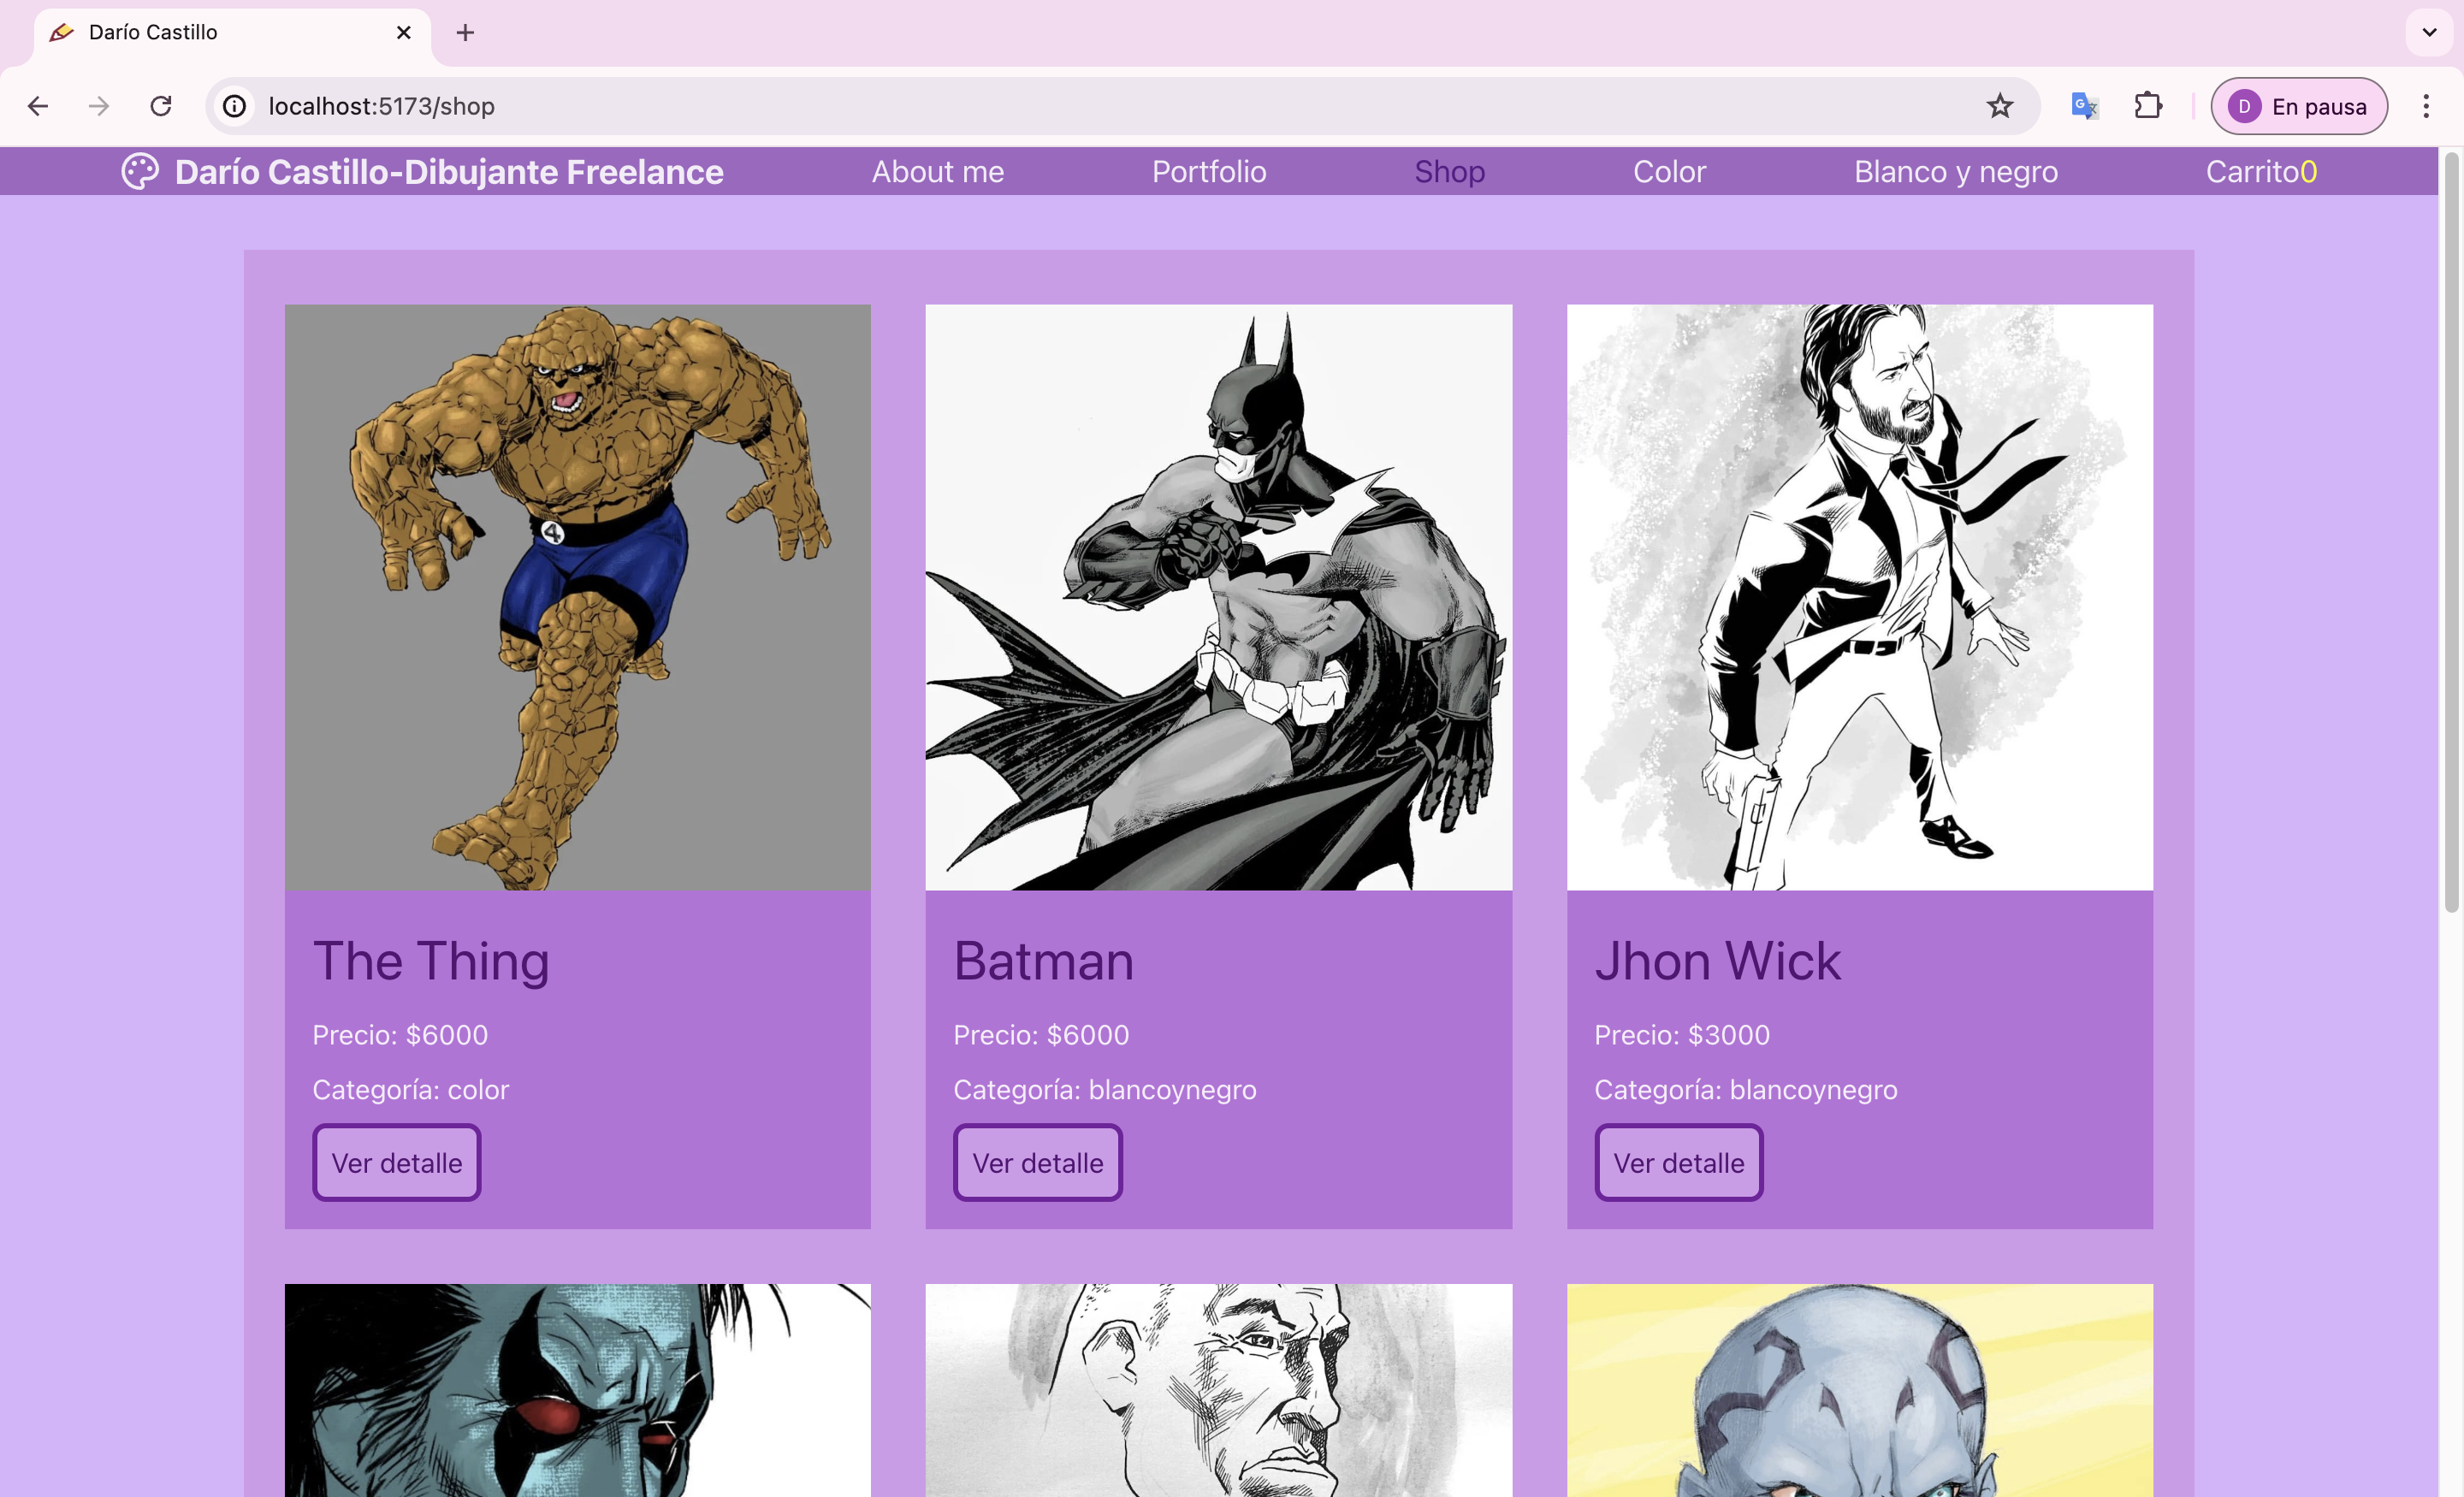 Darío Castillo
localhost:5173/shop
D En pausa
Darío Castillo-Dibujante Freelance About me Portfolio Shop Color Blanco y negro Carrito0
4
The Thing
Precio: $6000
Categoría: color
Ver detalle
Batman
Precio: $6000
Categoría: blancoynegro
Ver detalle
Jhon Wick
Precio: $3000
Categoría: blancoynegro
Ver detalle